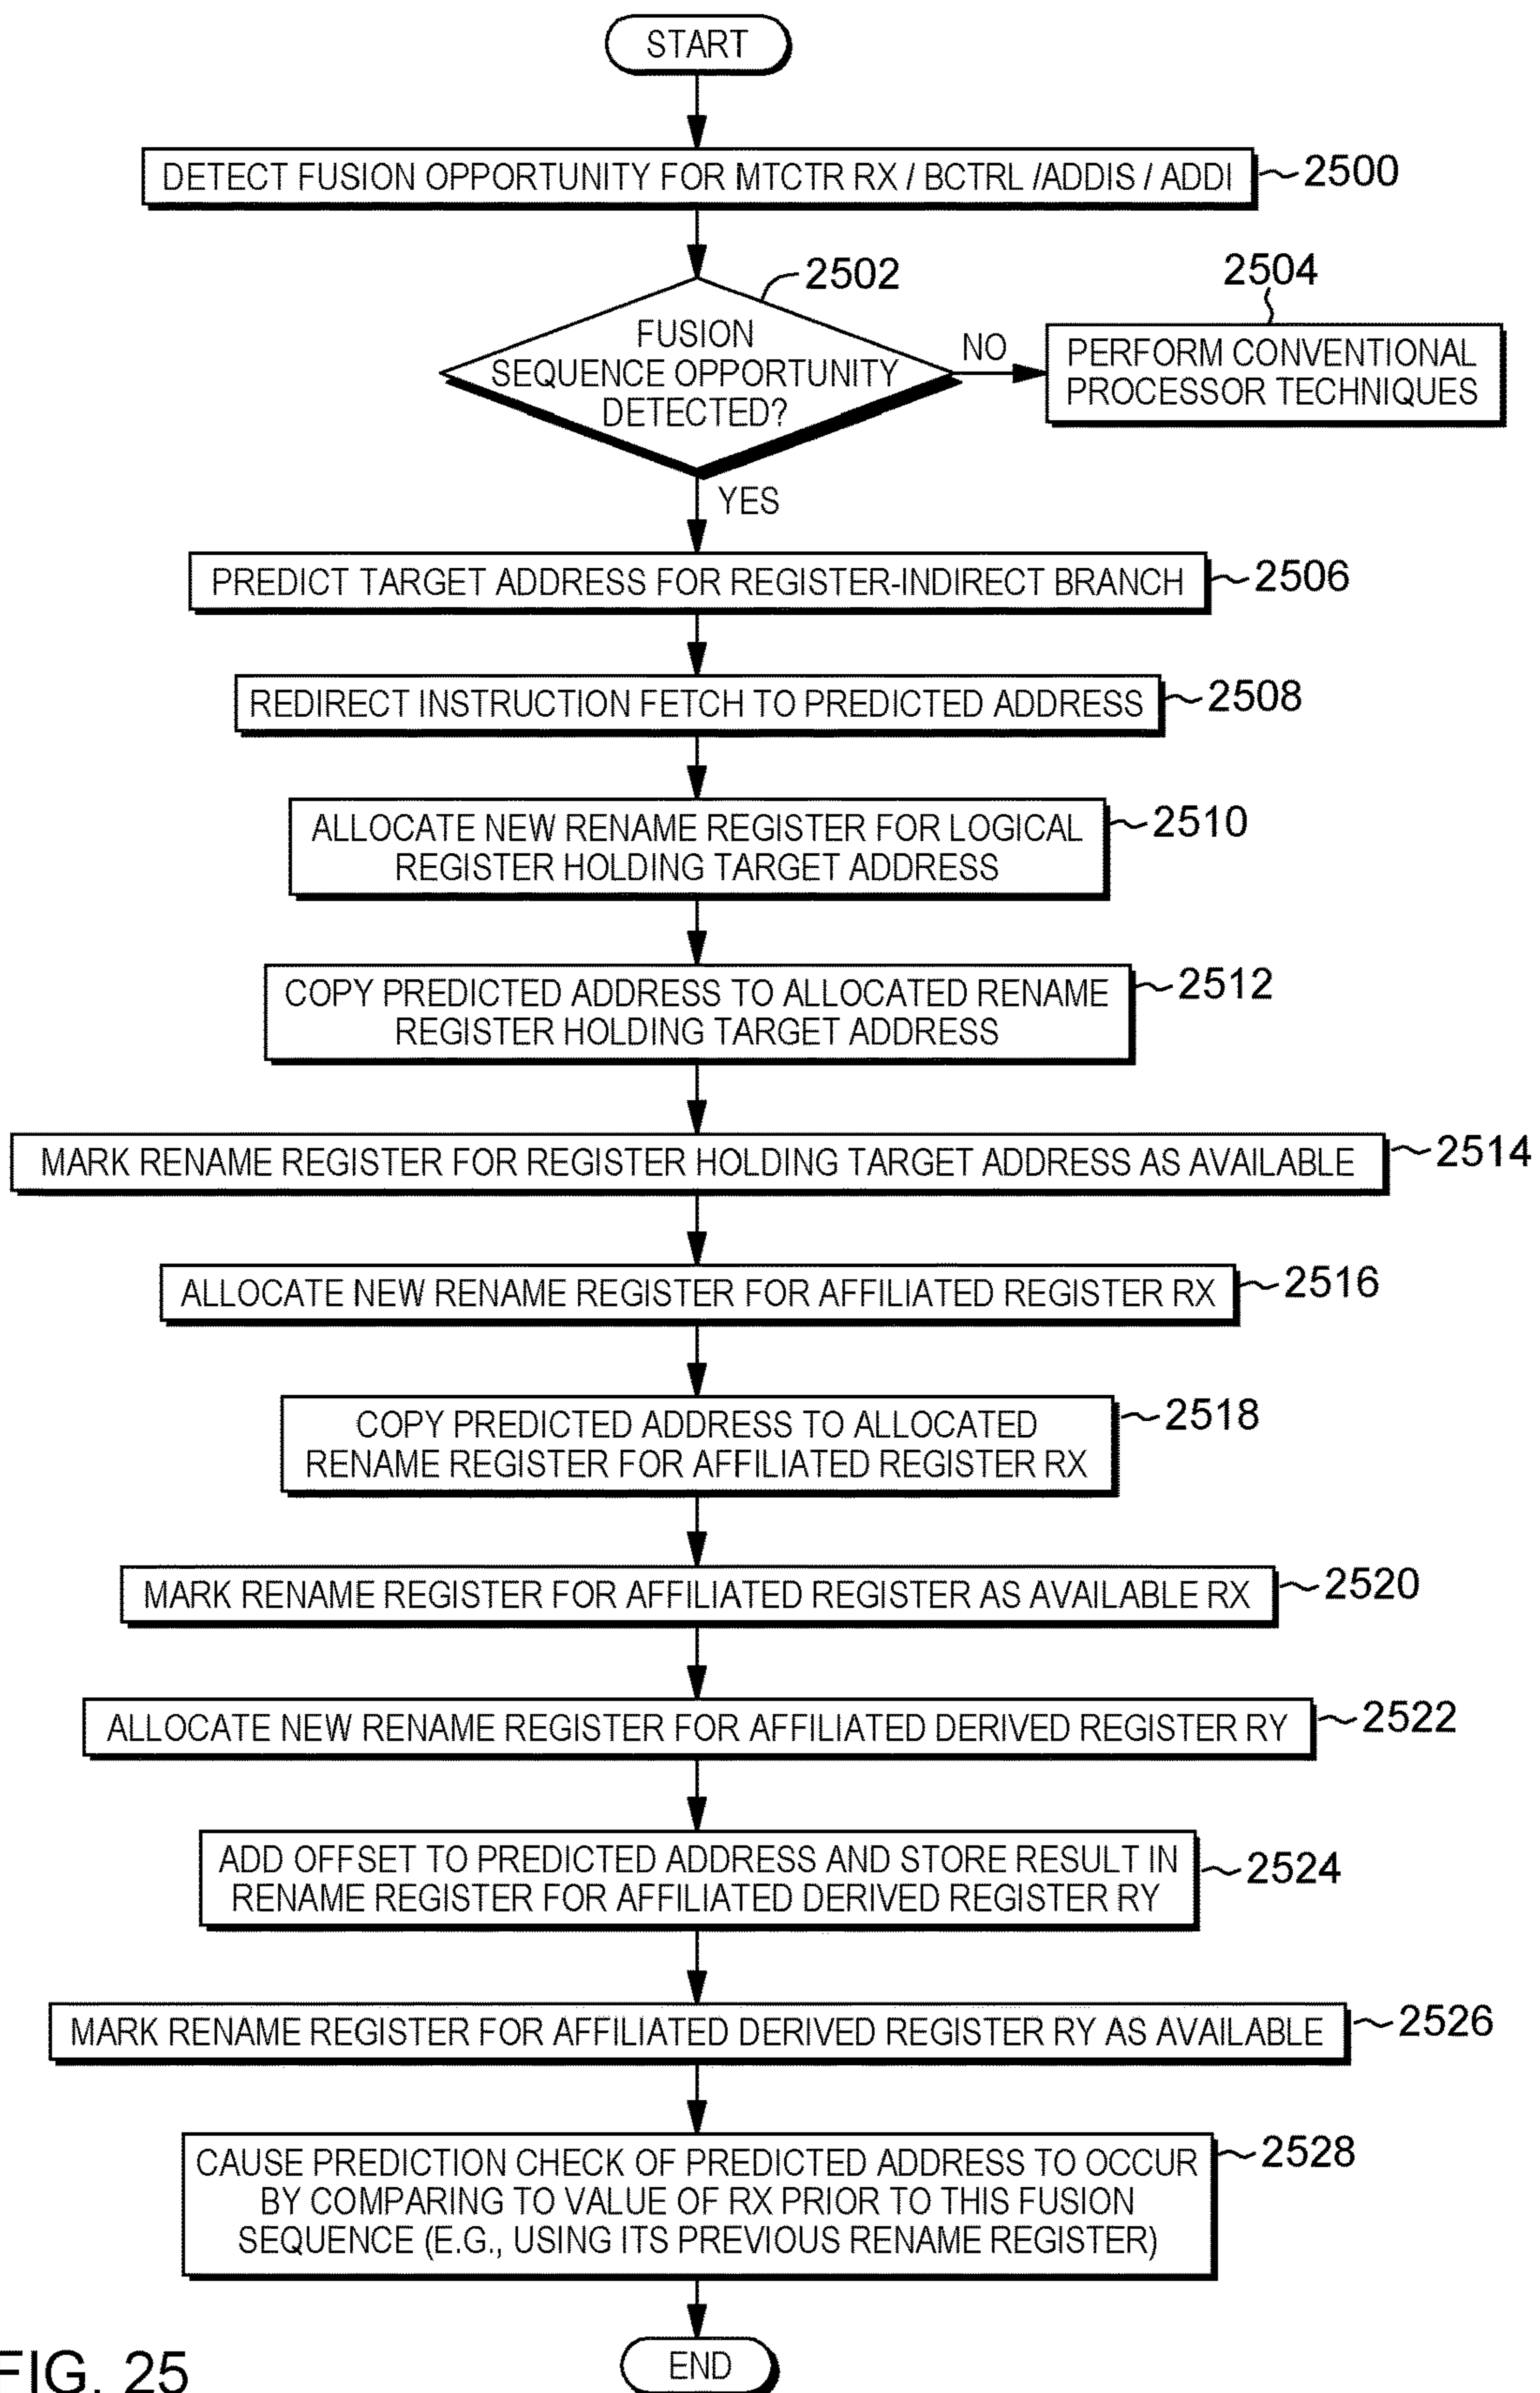 START
DETECT FUSION OPPORTUNITY FOR MTCTR RX / BCTRL /ADDIS / ADDI
2500
2502
FUSION
SEQUENCE OPPORTUNITY
DETECTED?
NO
2504
PERFORM CONVENTIONAL
PROCESSOR TECHNIQUES
YES
PREDICT TARGET ADDRESS FOR REGISTER-INDIRECT BRANCH
2506
REDIRECT INSTRUCTION FETCH TO PREDICTED ADDRESS
2508
ALLOCATE NEW RENAME REGISTER FOR LOGICAL
REGISTER HOLDING TARGET ADDRESS
2510
COPY PREDICTED ADDRESS TO ALLOCATED RENAME
REGISTER HOLDING TARGET ADDRESS
2512
MARK RENAME REGISTER FOR REGISTER HOLDING TARGET ADDRESS AS AVAILABLE
2514
ALLOCATE NEW RENAME REGISTER FOR AFFILIATED REGISTER RX
2516
COPY PREDICTED ADDRESS TO ALLOCATED
RENAME REGISTER FOR AFFILIATED REGISTER RX
2518
MARK RENAME REGISTER FOR AFFILIATED REGISTER AS AVAILABLE RX
2520
ALLOCATE NEW RENAME REGISTER FOR AFFILIATED DERIVED REGISTER RY
2522
ADD OFFSET TO PREDICTED ADDRESS AND STORE RESULT IN
RENAME REGISTER FOR AFFILIATED DERIVED REGISTER RY
2524
MARK RENAME REGISTER FOR AFFILIATED DERIVED REGISTER RY AS AVAILABLE
2526
CAUSE PREDICTION CHECK OF PREDICTED ADDRESS TO OCCUR
BY COMPARING TO VALUE OF RX PRIOR TO THIS FUSION
SEQUENCE (E.G., USING ITS PREVIOUS RENAME REGISTER)
2528
END
FIG. 25